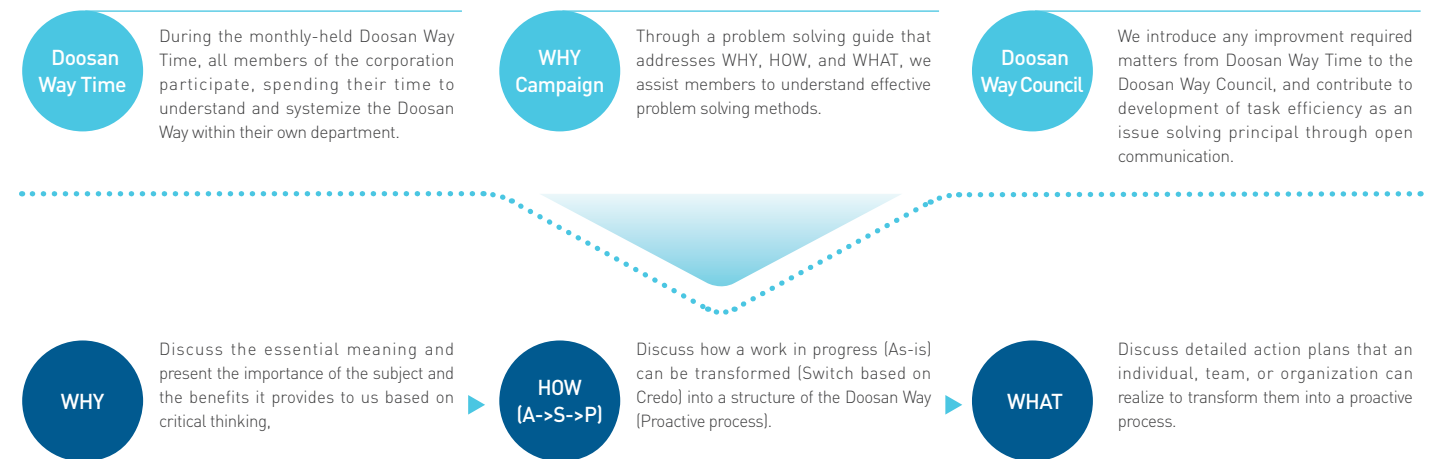 Doosan
Way Time
During the monthly-held Doosan Way
Time, all members of the corporation
participate, spending their time to
understand and systemize the Doosan
Way within their own department.
WHY
Campaign
Through a problem solving guide that
addresses WHY, HOW, and WHAT, we
assist members to understand effective
problem solving methods.
Doosan
Way Council
We introduce any improvment required
matters from Doosan Way Time to the
Doosan Way Council, and contribute to
development of task efficiency as an
issue solving principal through open
communication.
WHY
Discuss the essential meaning and
present the importance of the subject and
the benefits it provides to us based on
critical thinking,
HOW
(A->S->P)
Discuss how a work in progress (As-is)
can be transformed (Switch based on
Credo) into a structure of the Doosan Way
(Proactive process).
WHAT
Discuss detailed action plans that an
individual, team, or organization can
realize to transform them into a proactive
process.